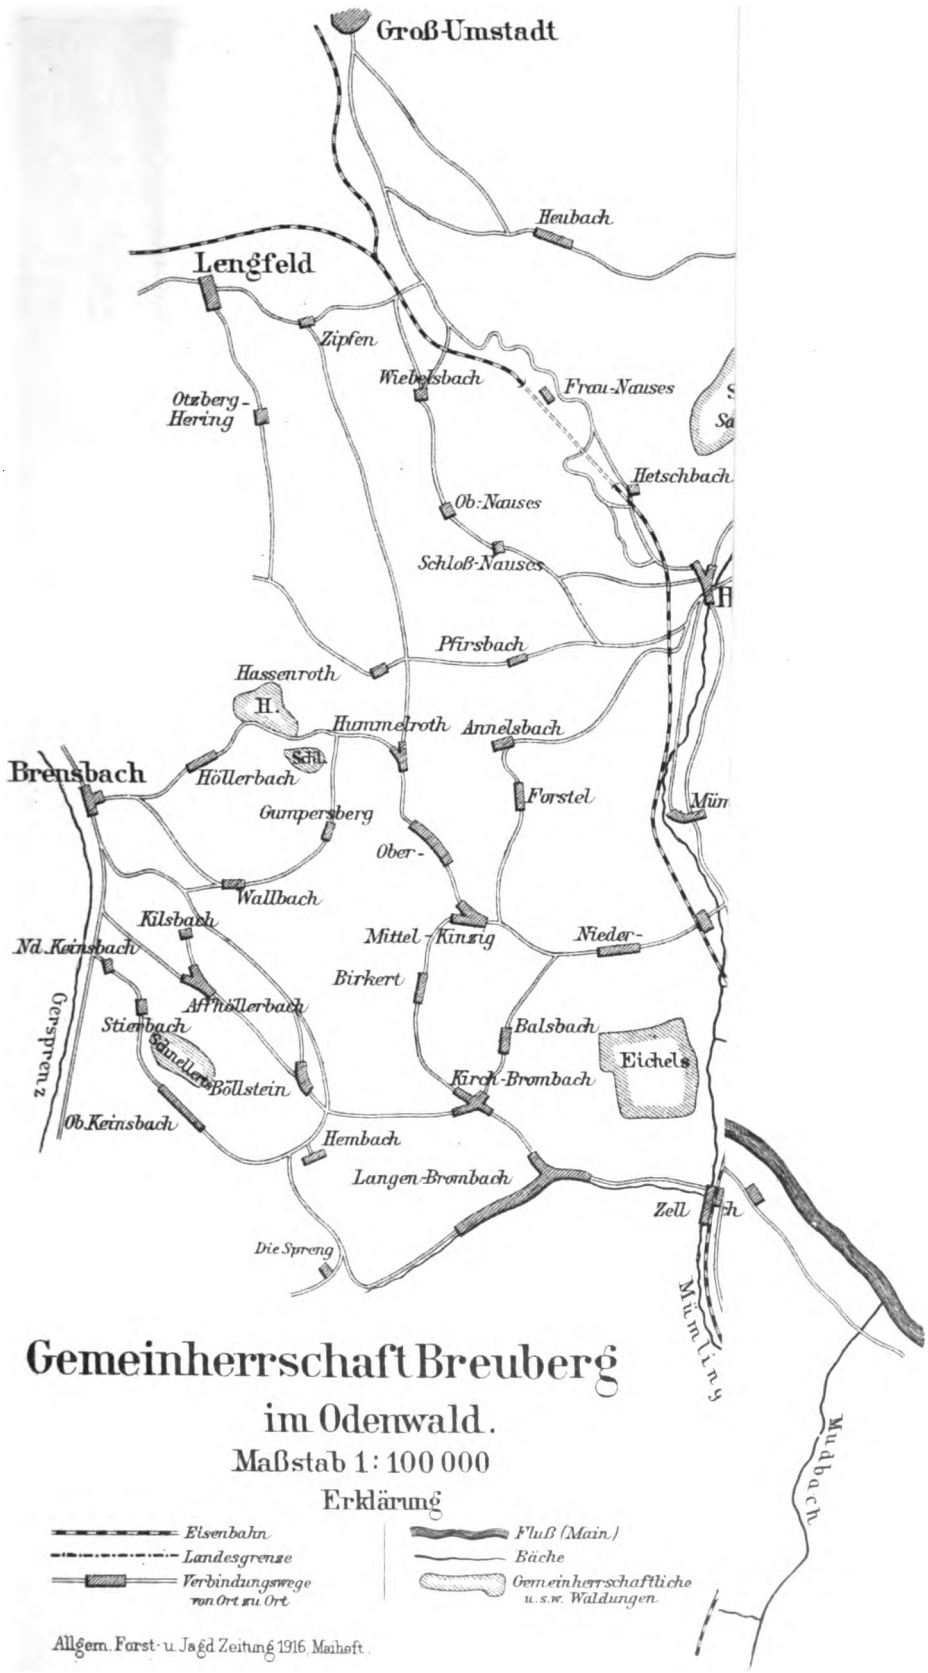 Groß-Umstadt
Heubach
Lengfeld
Zipfen
Wiebelsbach
Frau-Nauses
Otzberg-
Hering
Hetschbach
Ob:Nauses
Schloß-Nauses
H
Pfirsbach
Hassenroth
H.
Hummelroth
Annelsbach
Schl.
Brensbach
Höllerbach
Forstel
Müm
Gumpersberg
Ober-
Wallbach
Kilsbach
Mittel-Kinzig
Nieder-
Nd.Keinsbach
Birkert
Affhöllerbach
Stierbach
Balsbach
Gersprenz
Schnellerts
Eichels
Böllstein
Kirch-Brombach
Ob.Keinsbach
Hembach
Langen-Brombach
Zell
ch
Die Spreng
Mümling
Gemeinherrschaft Breuberg
im Odenwald.
Maßstab 1:100 000
Erklärung
Mudbach
Eisenbahn
Landesgrenze
Verbindungswege
von Ort zu Ort
Fluß (Main)
Bäche
Gemeinherrschaftliche
u.s.w. Waldungen
Allgem. Forst- u. Jagd Zeitung 1916, Maiheft.